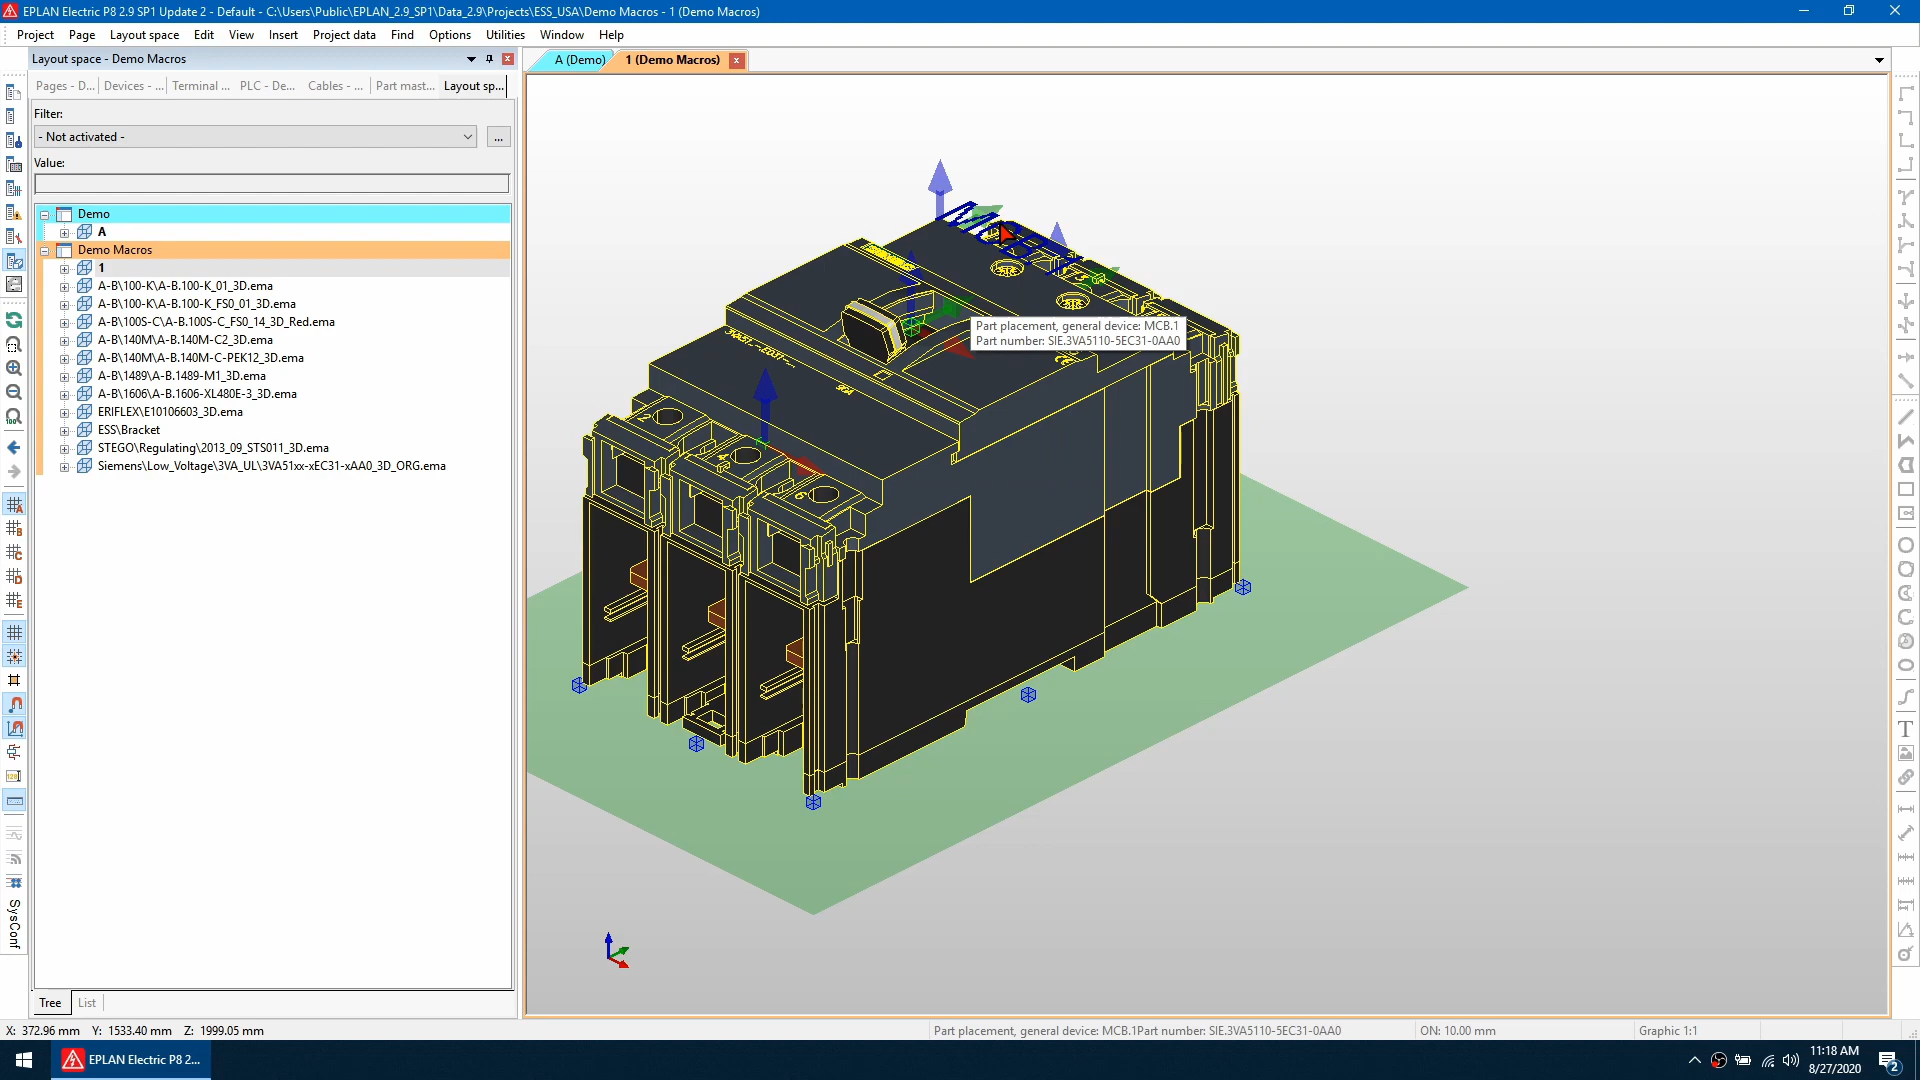 EPLAN Electric P8 2.9 SP1 Update 2 - Default - C:\Users\Public\EPLAN_2.9_SP1\Data_2.9\Projects\ESS_USA\Demo Macros - 1 (Demo Macros)
Project Page Layout space Edit View Insert Project data Find Options Utilities Window Help
Layout space - Demo Macros
A (Demo) 1 (Demo Macros)
Pages - D... Devices - ... Terminal ... PLC - De... Cables - ... Part mast... Layout sp...
Filter:
- Not activated -
...
Value:
Demo
A
Demo Macros
1
A-B\100-K\A-B.100-K_01_3D.ema
A-B\100-K\A-B.100-K_FS0_01_3D.ema
A-B\100S-C\A-B.100S-C_FS0_14_3D_Red.ema
A-B\140M\A-B.140M-C2_3D.ema
A-B\140M\A-B.140M-C-PEK12_3D.ema
A-B\1489\A-B.1489-M1_3D.ema
A-B\1606\A-B.1606-XL480E-3_3D.ema
ERIFLEX\E10106603_3D.ema
ESS\Bracket
STEGO\Regulating\2013_09_STS011_3D.ema
Siemens\Low_Voltage\3VA_UL\3VA51xx-xEC31-xAA0_3D_ORG.ema
Part placement, general device: MCB.1
Part number: SIE.3VA5110-5EC31-0AA0
2
4
6
SysConf
Tree List
X: 372.96 mm Y: 1533.40 mm Z: 1999.05 mm
Part placement, general device: MCB.1Part number: SIE.3VA5110-5EC31-0AA0
ON: 10.00 mm
Graphic 1:1
EPLAN Electric P8 2...
11:18 AM
8/27/2020
2